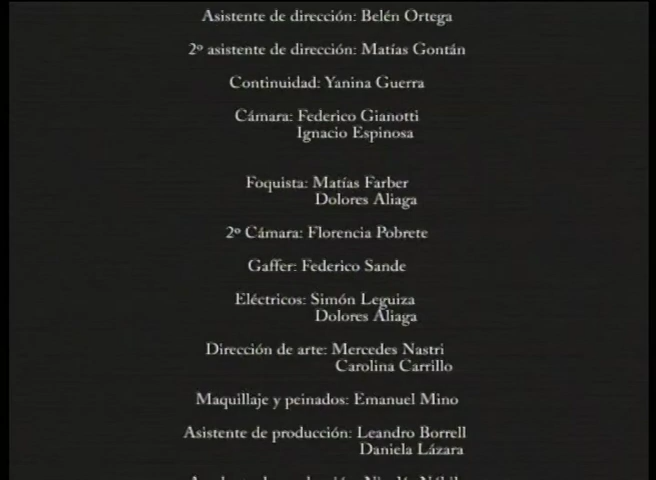 Asistente de dirección: Belén Ortega
2º asistente de dirección: Matías Gontán
Continuidad: Yanina Guerra
Cámara: Federico Gianotti
Ignacio Espinosa
Foquista: Matías Farber
Dolores Aliaga
2º Cámara: Florencia Pobrete
Gaffer: Federico Sande
Eléctricos: Simón Leguiza
Dolores Aliaga
Dirección de arte: Mercedes Nastri
Carolina Carrillo
Maquillaje y peinados: Emanuel Mino
Asistente de producción: Leandro Borrell
Daniela Lázara